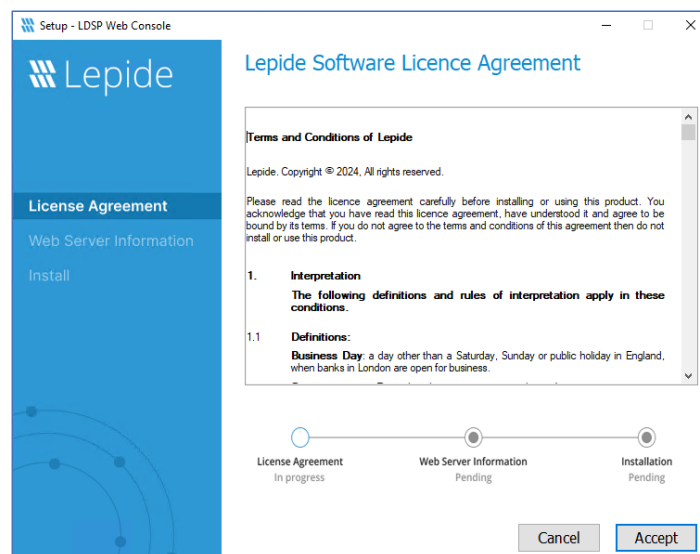 Setup - LDSP Web Console
Lepide
License Agreement
Web Server Information
Install
Lepide Software Licence Agreement
Terms and Conditions of Lepide
Lepide. Copyright © 2024, All rights reserved.
Please read the licence agreement carefully before installing or using this product. You
acknowledge that you have read this licence agreement, have understood it and agree to be
bound by its terms. If you do not agree to the terms and conditions of this agreement then do not
install or use this product.
1. Interpretation
The following definitions and rules of interpretation apply in these
conditions.
1.1 Definitions:
Business Day: a day other than a Saturday, Sunday or public holiday in England,
when banks in London are open for business.
License Agreement
In progress
Web Server Information
Pending
Installation
Pending
Cancel
Accept